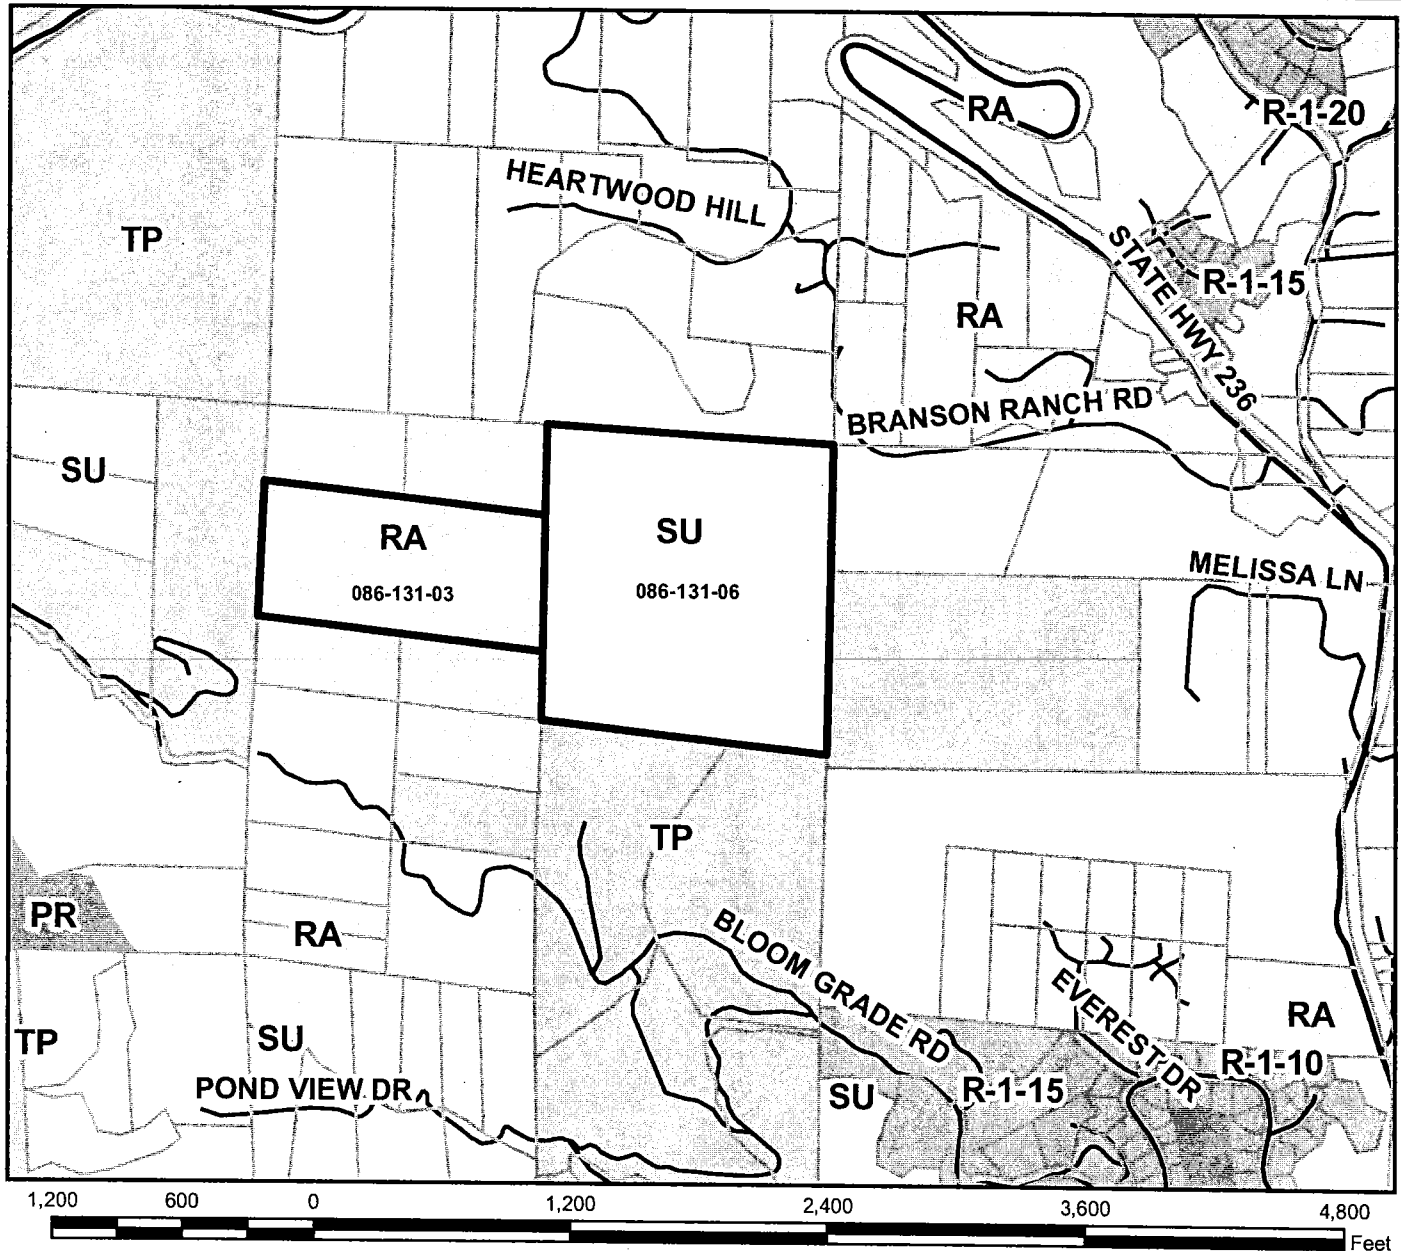 RA
R-1-20
HEARTWOOD HILL
TP
STATE HWY 236
R-1-15
RA
BRANSON RANCH RD
SU
RA
SU
086-131-03
086-131-06
MELISSA LN
TP
PR
RA
BLOOM GRADE RD
EVEREST DR
RA
TP
SU
R-1-10
POND VIEW DR
SU
R-1-15
1,200 600 0 1,200 2,400 3,600 4,800
Feet